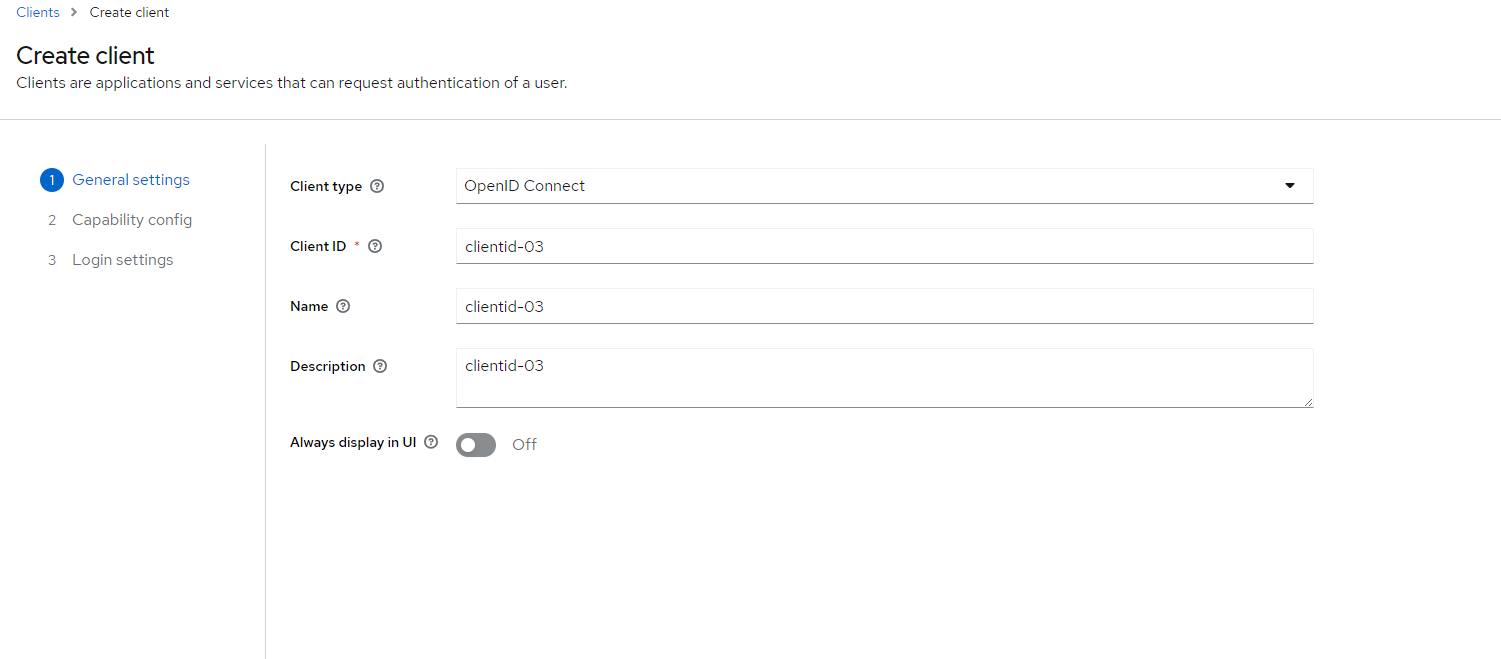 Clients > Create client
Create client
Clients are applications and services that can request authentication of a user.
1 General settings
2 Capability config
3 Login settings
Client type ? OpenID Connect
Client ID * ? clientid-03
Name ? clientid-03
Description ? clientid-03
Always display in UI ? Off